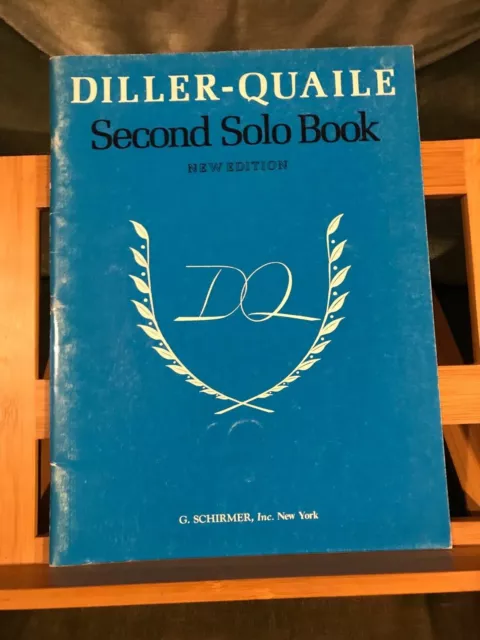 DILLER-QUAILE
Second Solo Book
NEW EDITION
DQ
G. SCHIRMER, Inc. New York